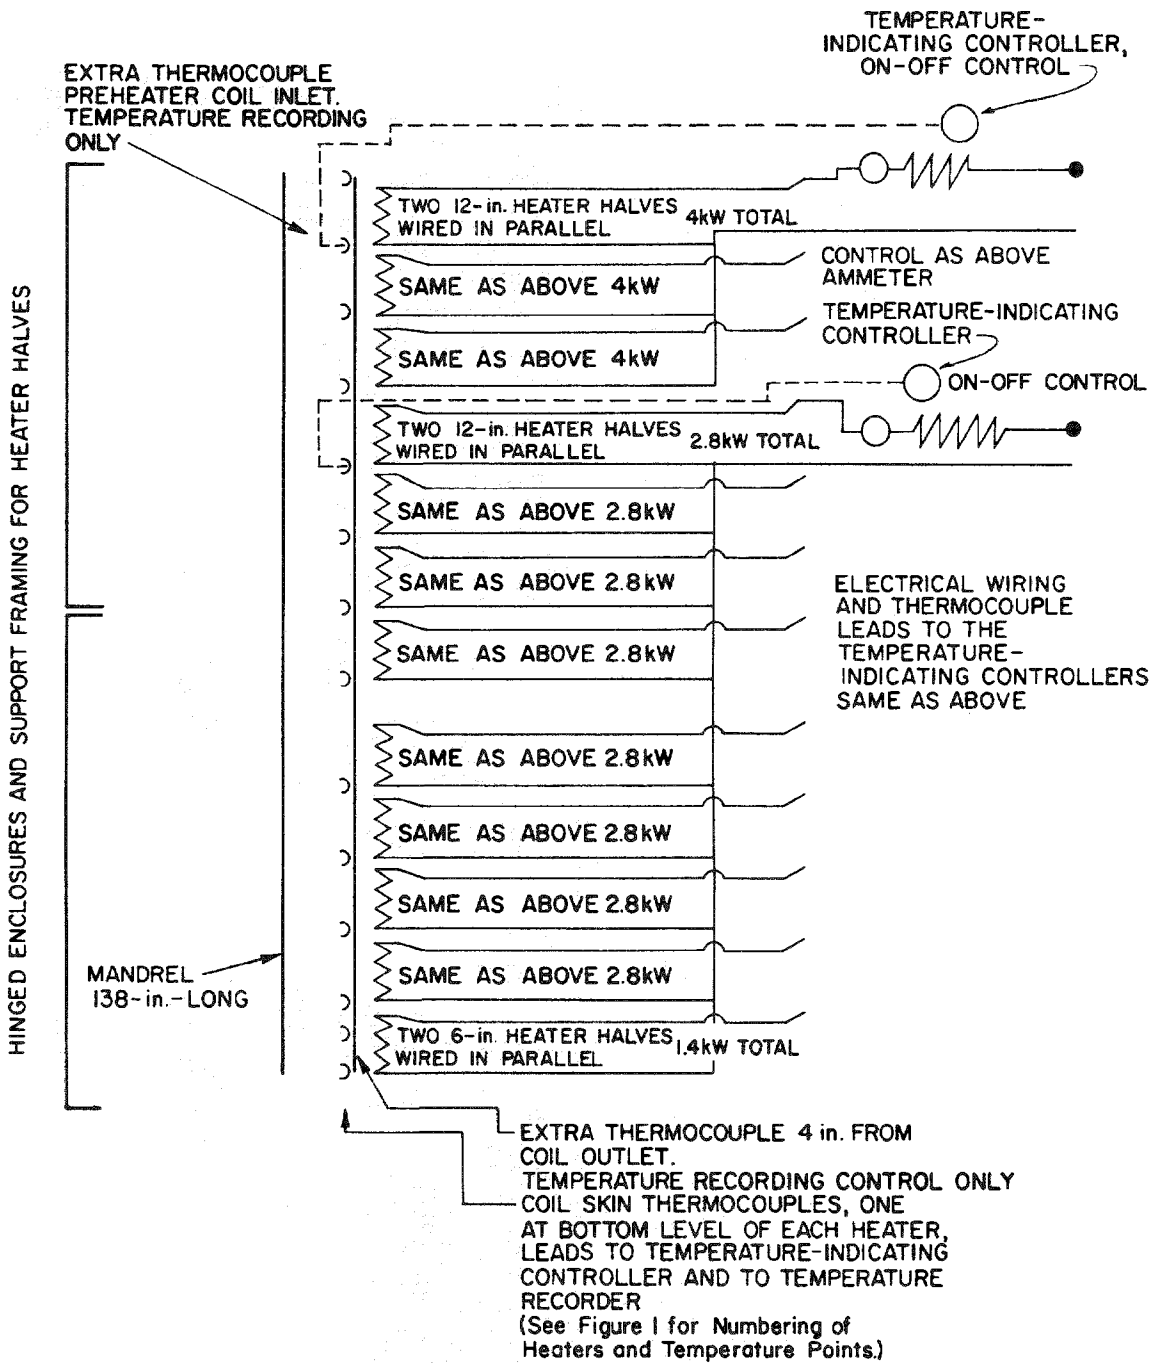 TEMPERATURE-
INDICATING CONTROLLER,
ON-OFF CONTROL
EXTRA THERMOCOUPLE
PREHEATER COIL INLET.
TEMPERATURE RECORDING
ONLY
TWO 12-in. HEATER HALVES
WIRED IN PARALLEL
4kW TOTAL
SAME AS ABOVE 4kW
CONTROL AS ABOVE
AMMETER
SAME AS ABOVE 4kW
TEMPERATURE-INDICATING
CONTROLLER
ON-OFF CONTROL
TWO 12-in. HEATER HALVES
WIRED IN PARALLEL
2.8kW TOTAL
SAME AS ABOVE 2.8kW
SAME AS ABOVE 2.8kW
SAME AS ABOVE 2.8kW
ELECTRICAL WIRING
AND THERMOCOUPLE
LEADS TO THE
TEMPERATURE-
INDICATING CONTROLLERS
SAME AS ABOVE
SAME AS ABOVE 2.8kW
SAME AS ABOVE 2.8kW
SAME AS ABOVE 2.8kW
SAME AS ABOVE 2.8kW
TWO 6-in. HEATER HALVES
WIRED IN PARALLEL
1.4kW TOTAL
HINGED ENCLOSURES AND SUPPORT FRAMING FOR HEATER HALVES
MANDREL
138-in.-LONG
EXTRA THERMOCOUPLE 4 in. FROM
COIL OUTLET.
TEMPERATURE RECORDING CONTROL ONLY
COIL SKIN THERMOCOUPLES, ONE
AT BOTTOM LEVEL OF EACH HEATER,
LEADS TO TEMPERATURE-INDICATING
CONTROLLER AND TO TEMPERATURE
RECORDER
(See Figure 1 for Numbering of
Heaters and Temperature Points.)